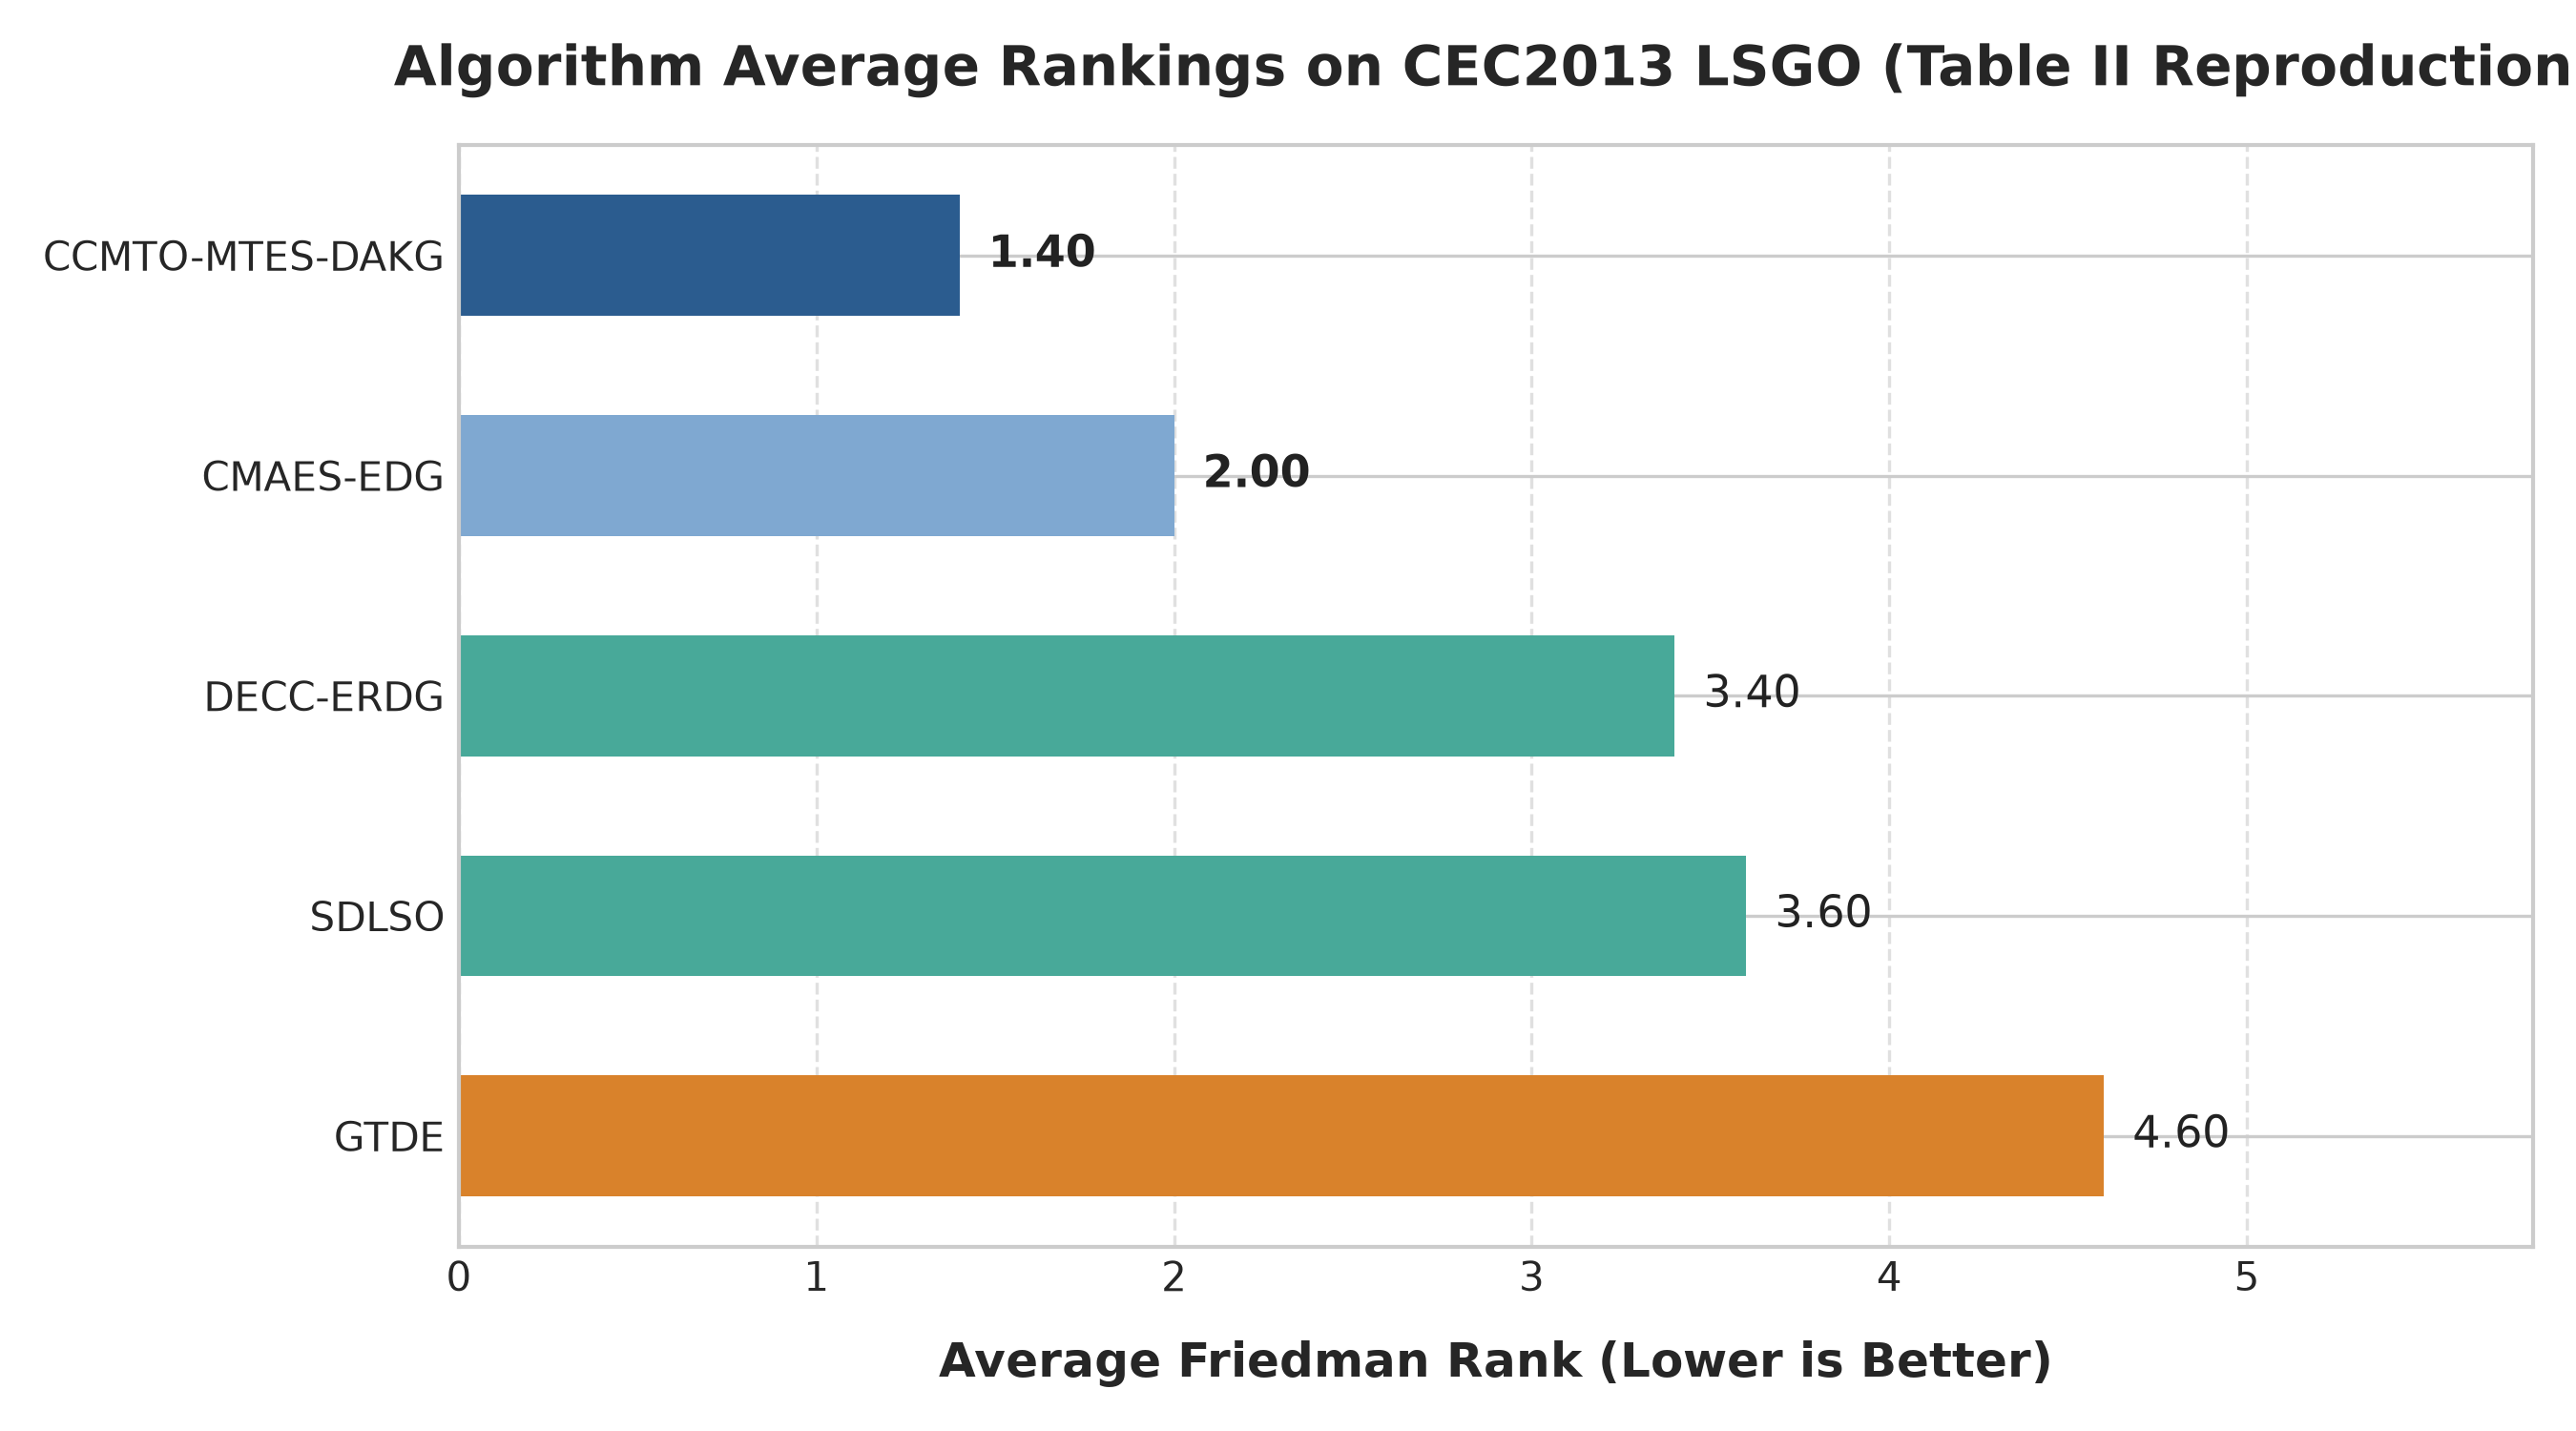 Algorithm Average Rankings on CEC2013 LSGO (Table II Reproduction
CCMTO-MTES-DAKG
1.40
CMAES-EDG
2.00
DECC-ERDG
3.40
SDLSO
3.60
GTDE
4.60
0 1 2 3 4 5
Average Friedman Rank (Lower is Better)